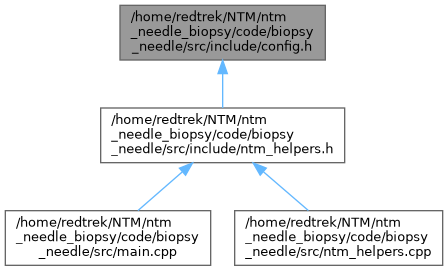 /home/redtrek/NTM/ntm
_needle_biopsy/code/biopsy
_needle/src/include/config.h
/home/redtrek/NTM/ntm
_needle_biopsy/code/biopsy
_needle/src/include/ntm_helpers.h
/home/redtrek/NTM/ntm
_needle_biopsy/code/biopsy
_needle/src/main.cpp
/home/redtrek/NTM/ntm
_needle_biopsy/code/biopsy
_needle/src/ntm_helpers.cpp